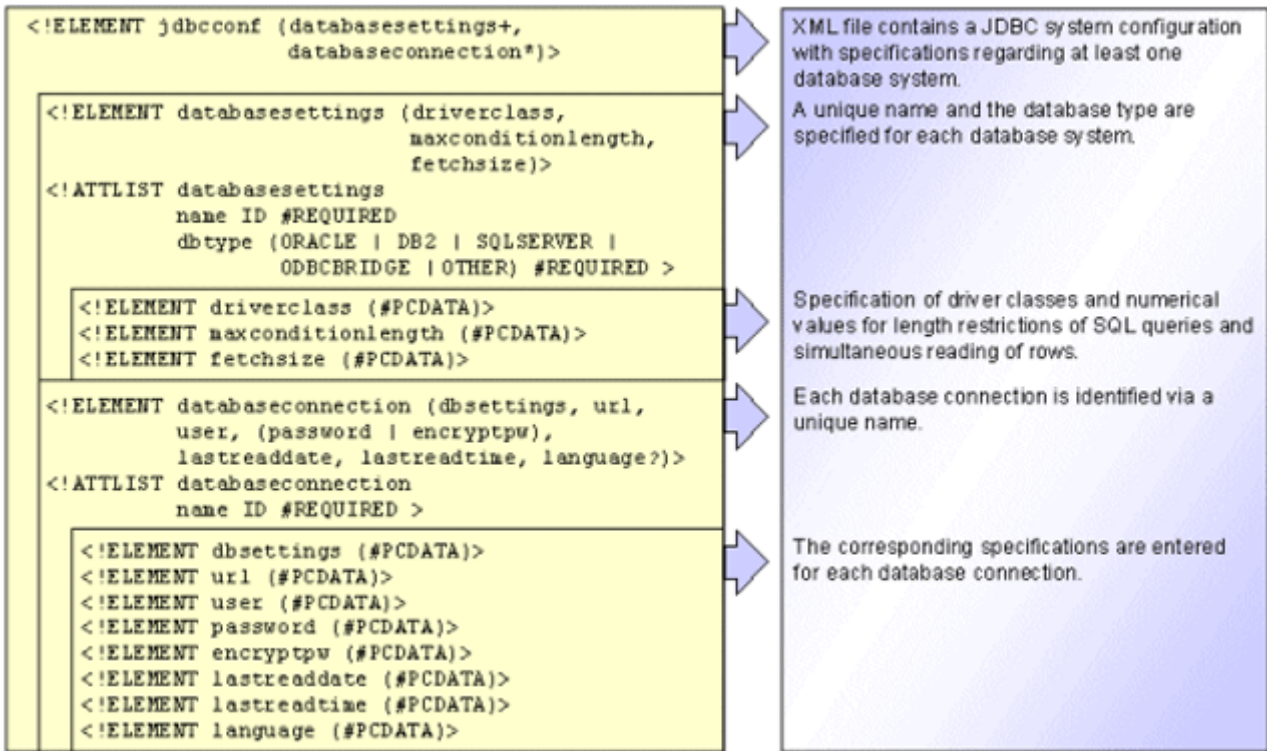 <!ELEMENT jdbcconf (databasesettings+,
databaseconnection*)>
<!ELEMENT databasesettings (driverclass,
maxconditionlength,
fetchsize)>
<!ATTLIST databasesettings
name ID #REQUIRED
dbtype (ORACLE | DB2 | SQLSERVER |
ODBCBRIDGE | OTHER) #REQUIRED >
<!ELEMENT driverclass (#PCDATA)>
<!ELEMENT maxconditionlength (#PCDATA)>
<!ELEMENT fetchsize (#PCDATA)>
<!ELEMENT databaseconnection (dbsettings, url,
user, (password | encryptpw),
lastreaddate, lastreadtime, language?)>
<!ATTLIST databaseconnection
name ID #REQUIRED >
<!ELEMENT dbsettings (#PCDATA)>
<!ELEMENT url (#PCDATA)>
<!ELEMENT user (#PCDATA)>
<!ELEMENT password (#PCDATA)>
<!ELEMENT encryptpw (#PCDATA)>
<!ELEMENT lastreaddate (#PCDATA)>
<!ELEMENT lastreadtime (#PCDATA)>
<!ELEMENT language (#PCDATA)>
XML file contains a JDBC system configuration
with specifications regarding at least one
database system.
A unique name and the database type are
specified for each database system.
Specification of driver classes and numerical
values for length restrictions of SQL queries and
simultaneous reading of rows.
Each database connection is identified via a
unique name.
The corresponding specifications are entered
for each database connection.